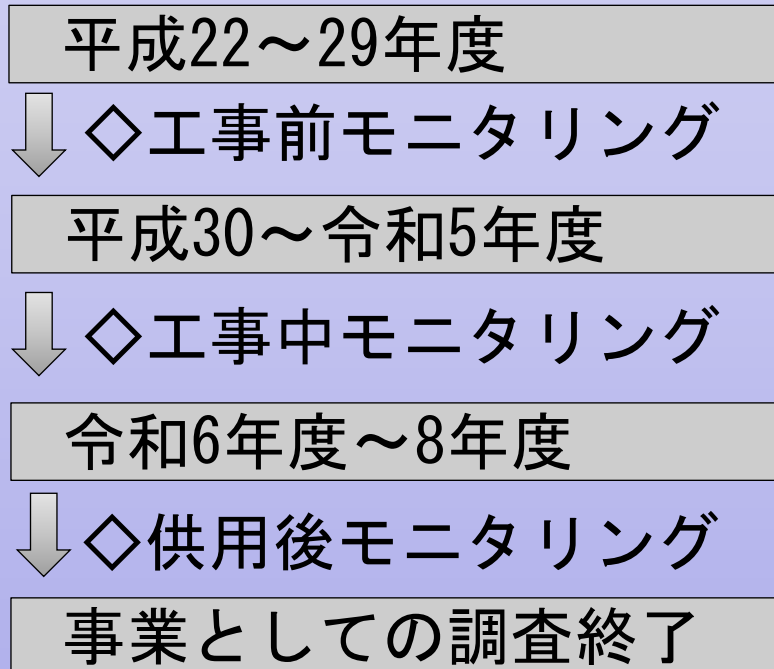 平成22～29年度
◇工事前モニタリング
平成30～令和5年度
◇工事中モニタリング
令和6年度～8年度
◇供用後モニタリング
事業としての調査終了